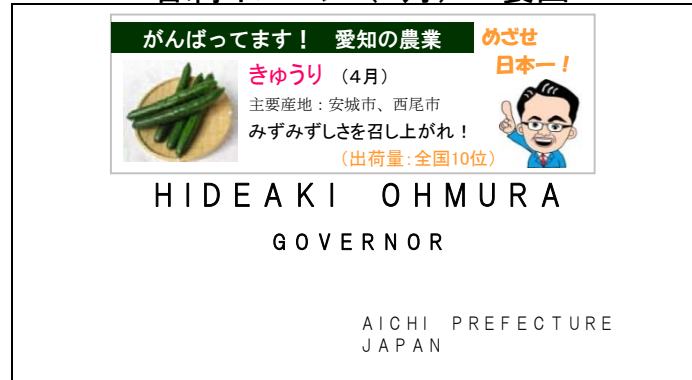 がんばってます！　愛知の農業
めざせ
日本一！
きゅうり（４月）
主要産地：安城市、西尾市
みずみずしさを召し上がれ！
（出荷量：全国10位）
ＨＩＤＥＡＫＩ　ＯＨＭＵＲＡ
ＧＯＶＥＲＮＯＲ
ＡＩＣＨＩ　ＰＲＥＦＥＣＴＵＲＥ
ＪＡＰＡＮ